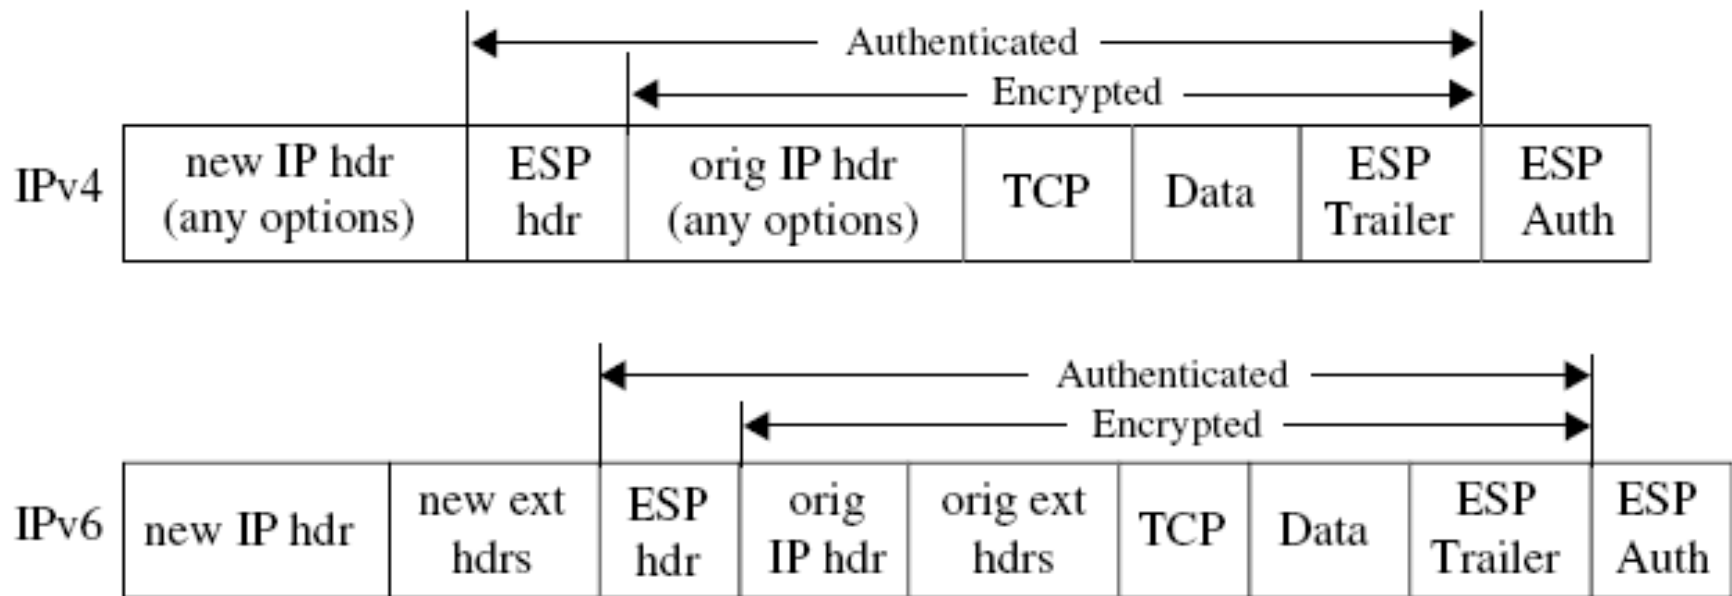 Authenticated
Encrypted
IPv4
new IP hdr
(any options)
ESP
hdr
orig IP hdr
(any options)
TCP
Data
ESP
Trailer
ESP
Auth
Authenticated
Encrypted
IPv6
new IP hdr
new ext
hdrs
ESP
hdr
orig
IP hdr
orig ext
hdrs
TCP
Data
ESP
Trailer
ESP
Auth